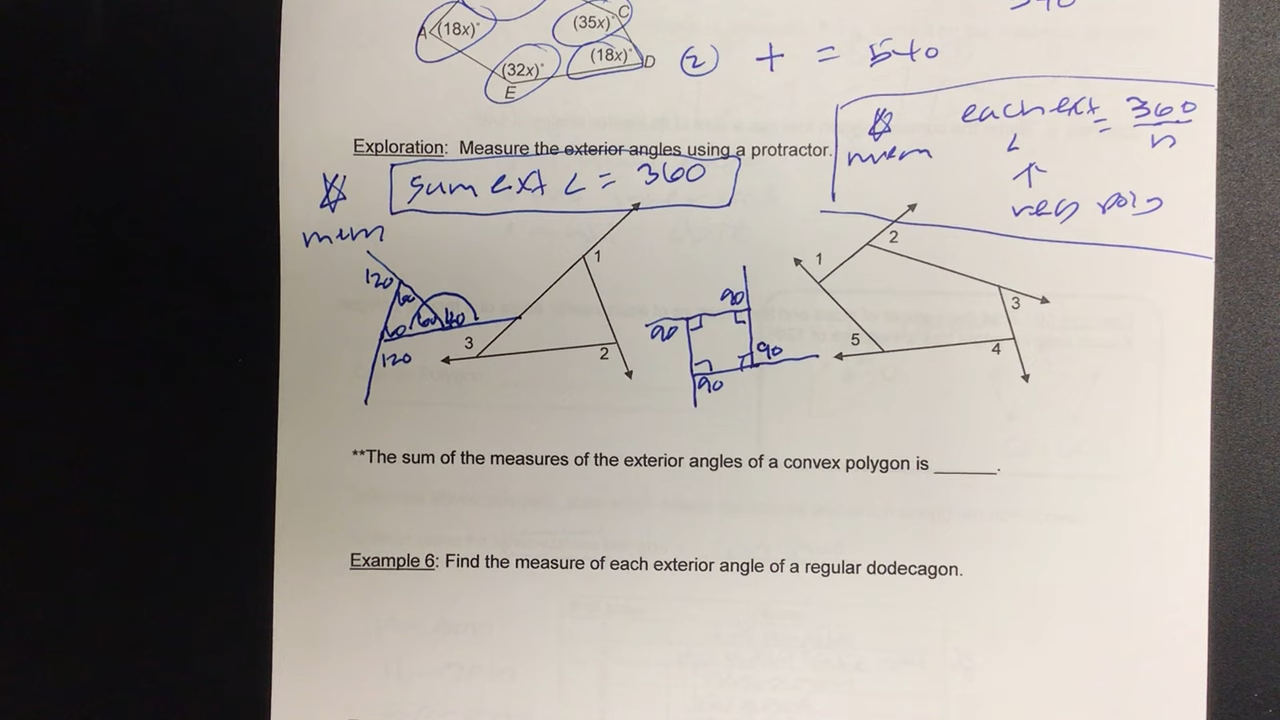 540
C
A (18x)° (35x)°
(32x)° (18x)° D
E
② + = 540
☆ each ext ∠ = 360/n
mem
↑
reg poly
Exploration: Measure the exterior angles using a protractor.
☆ sum ext ∠ = 360
mem
120 60
60 60 120
120
1
3 2
90 90
90 90
1 2
3
5 4
**The sum of the measures of the exterior angles of a convex polygon is ______.
Example 6: Find the measure of each exterior angle of a regular dodecagon.